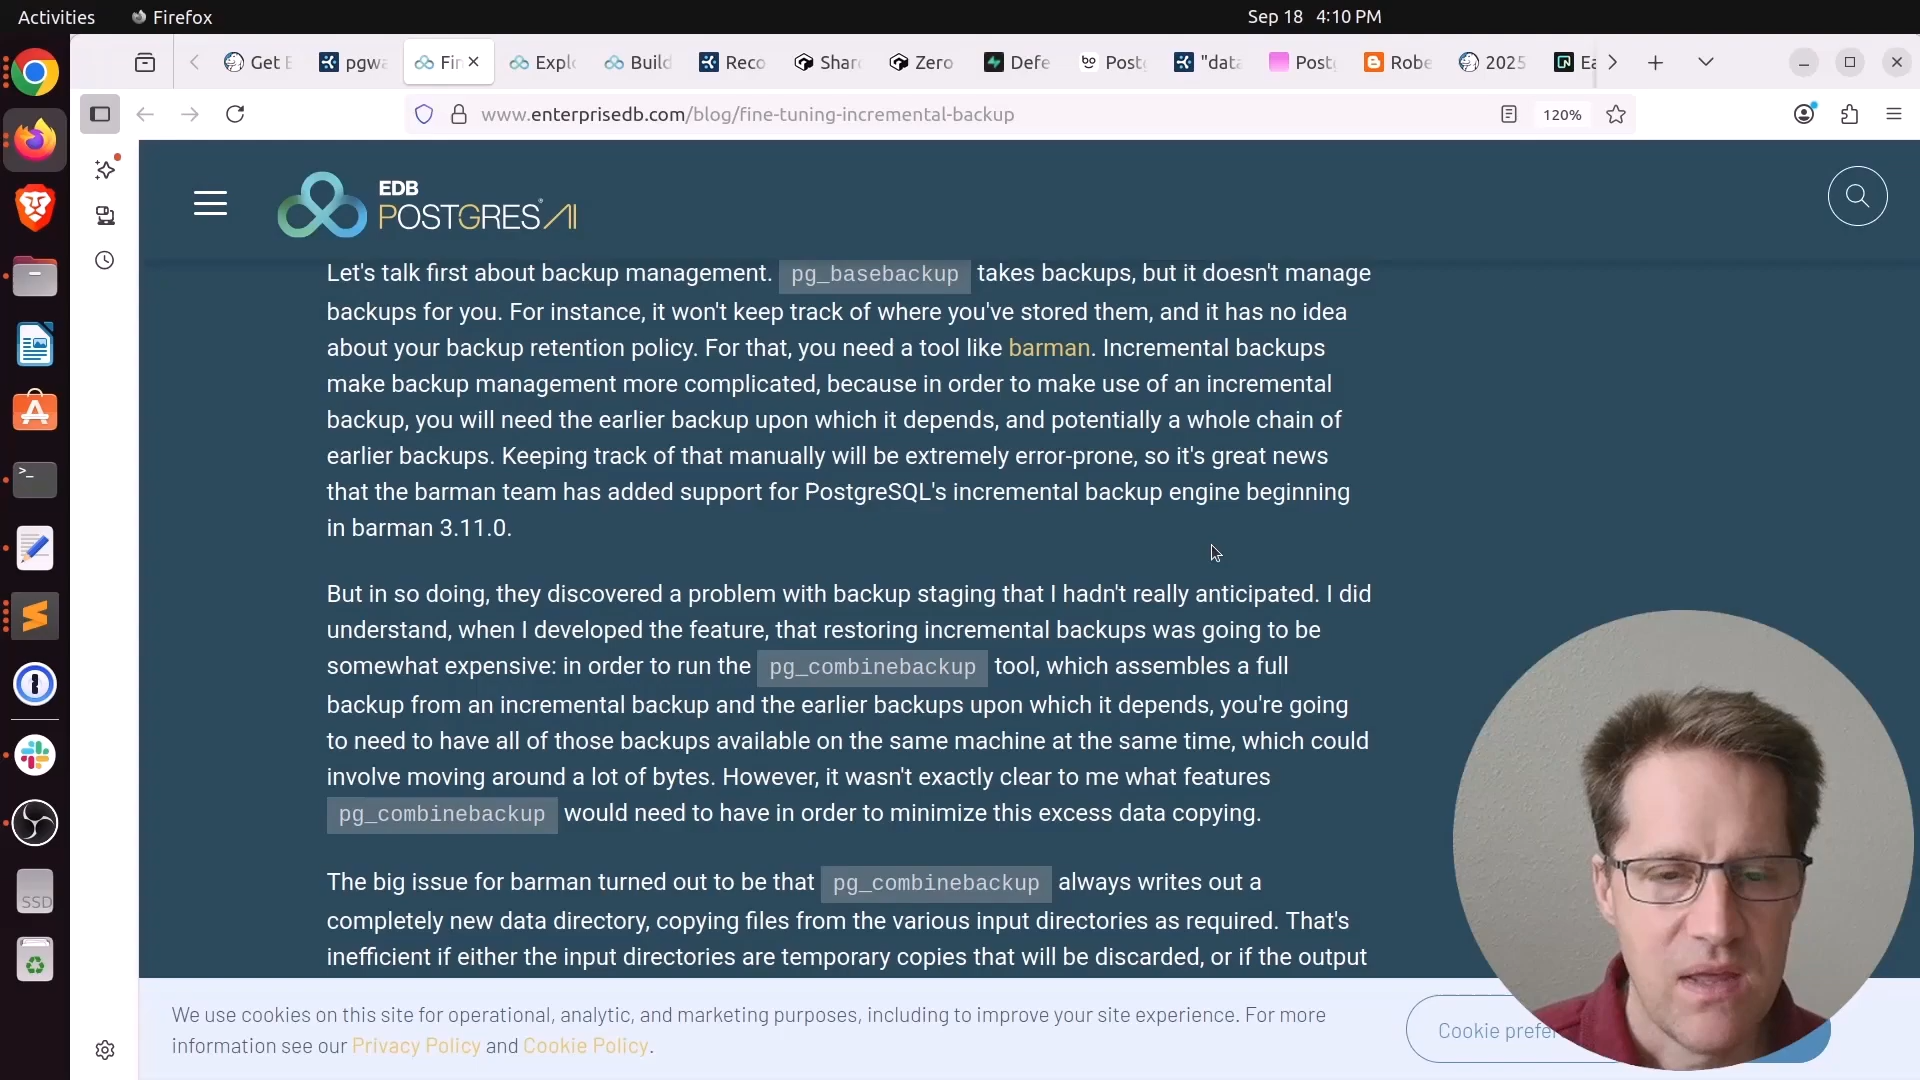 Activities
Firefox
Sep 18 4:10 PM
Get E
pgwa
Fin
Explo
Build
Reco
Shar
Zero
Defe
bo
Postg
"data
Postg
Robe
2025
Ea
www.enterprisedb.com/blog/fine-tuning-incremental-backup
120%
EDB
POSTGRES AI
Let's talk first about backup management. pg_basebackup takes backups, but it doesn't manage
backups for you. For instance, it won't keep track of where you've stored them, and it has no idea
about your backup retention policy. For that, you need a tool like barman. Incremental backups
make backup management more complicated, because in order to make use of an incremental
backup, you will need the earlier backup upon which it depends, and potentially a whole chain of
earlier backups. Keeping track of that manually will be extremely error-prone, so it's great news
that the barman team has added support for PostgreSQL's incremental backup engine beginning
in barman 3.11.0.
But in so doing, they discovered a problem with backup staging that I hadn't really anticipated. I did
understand, when I developed the feature, that restoring incremental backups was going to be
somewhat expensive: in order to run the pg_combinebackup tool, which assembles a full
backup from an incremental backup and the earlier backups upon which it depends, you're going
to need to have all of those backups available on the same machine at the same time, which could
involve moving around a lot of bytes. However, it wasn't exactly clear to me what features
pg_combinebackup would need to have in order to minimize this excess data copying.
The big issue for barman turned out to be that pg_combinebackup always writes out a
completely new data directory, copying files from the various input directories as required. That's
inefficient if either the input directories are temporary copies that will be discarded, or if the output
SSD
We use cookies on this site for operational, analytic, and marketing purposes, including to improve your site experience. For more
information see our Privacy Policy and Cookie Policy.
Cookie prefe